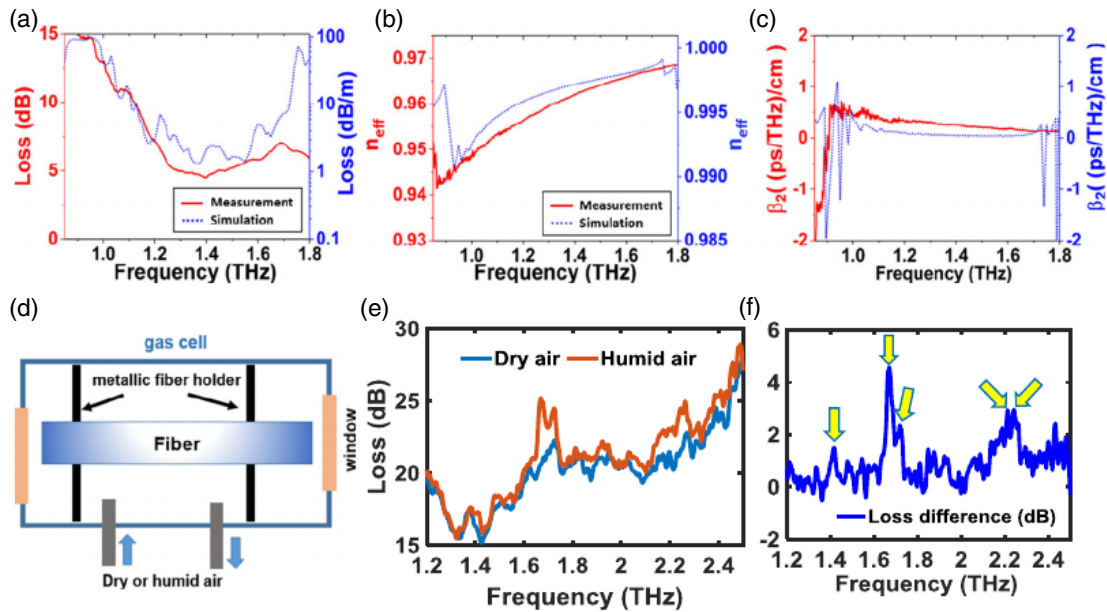 (a)
15
10
5
0
Loss (dB)
100
10
1
0.1
Loss (dB/m)
Measurement
Simulation
1.0
1.2
1.4
1.6
1.8
Frequency (THz)
(b)
0.97
0.96
0.95
0.94
0.93
n_eff
1.000
0.995
0.990
0.985
n_eff
Measurement
Simulation
1.0
1.2
1.4
1.6
1.8
Frequency (THz)
(c)
2
1
0
-1
-2
β2( (ps/THz)/cm )
2
1
0
1
2
β2( (ps/THz)/cm )
Measurement
Simulation
1.0
1.2
1.4
1.6
1.8
Frequency (THz)
(d)
gas cell
metallic fiber holder
Fiber
window
Dry or humid air
(e)
30
25
20
15
Loss (dB)
Dry air
Humid air
1.2
1.4
1.6
1.8
2
2.2
2.4
Frequency (THz)
(f)
6
4
2
0
-2
Loss difference (dB)
1.2
1.4
1.6
1.8
2
2.2
2.4
Frequency (THz)